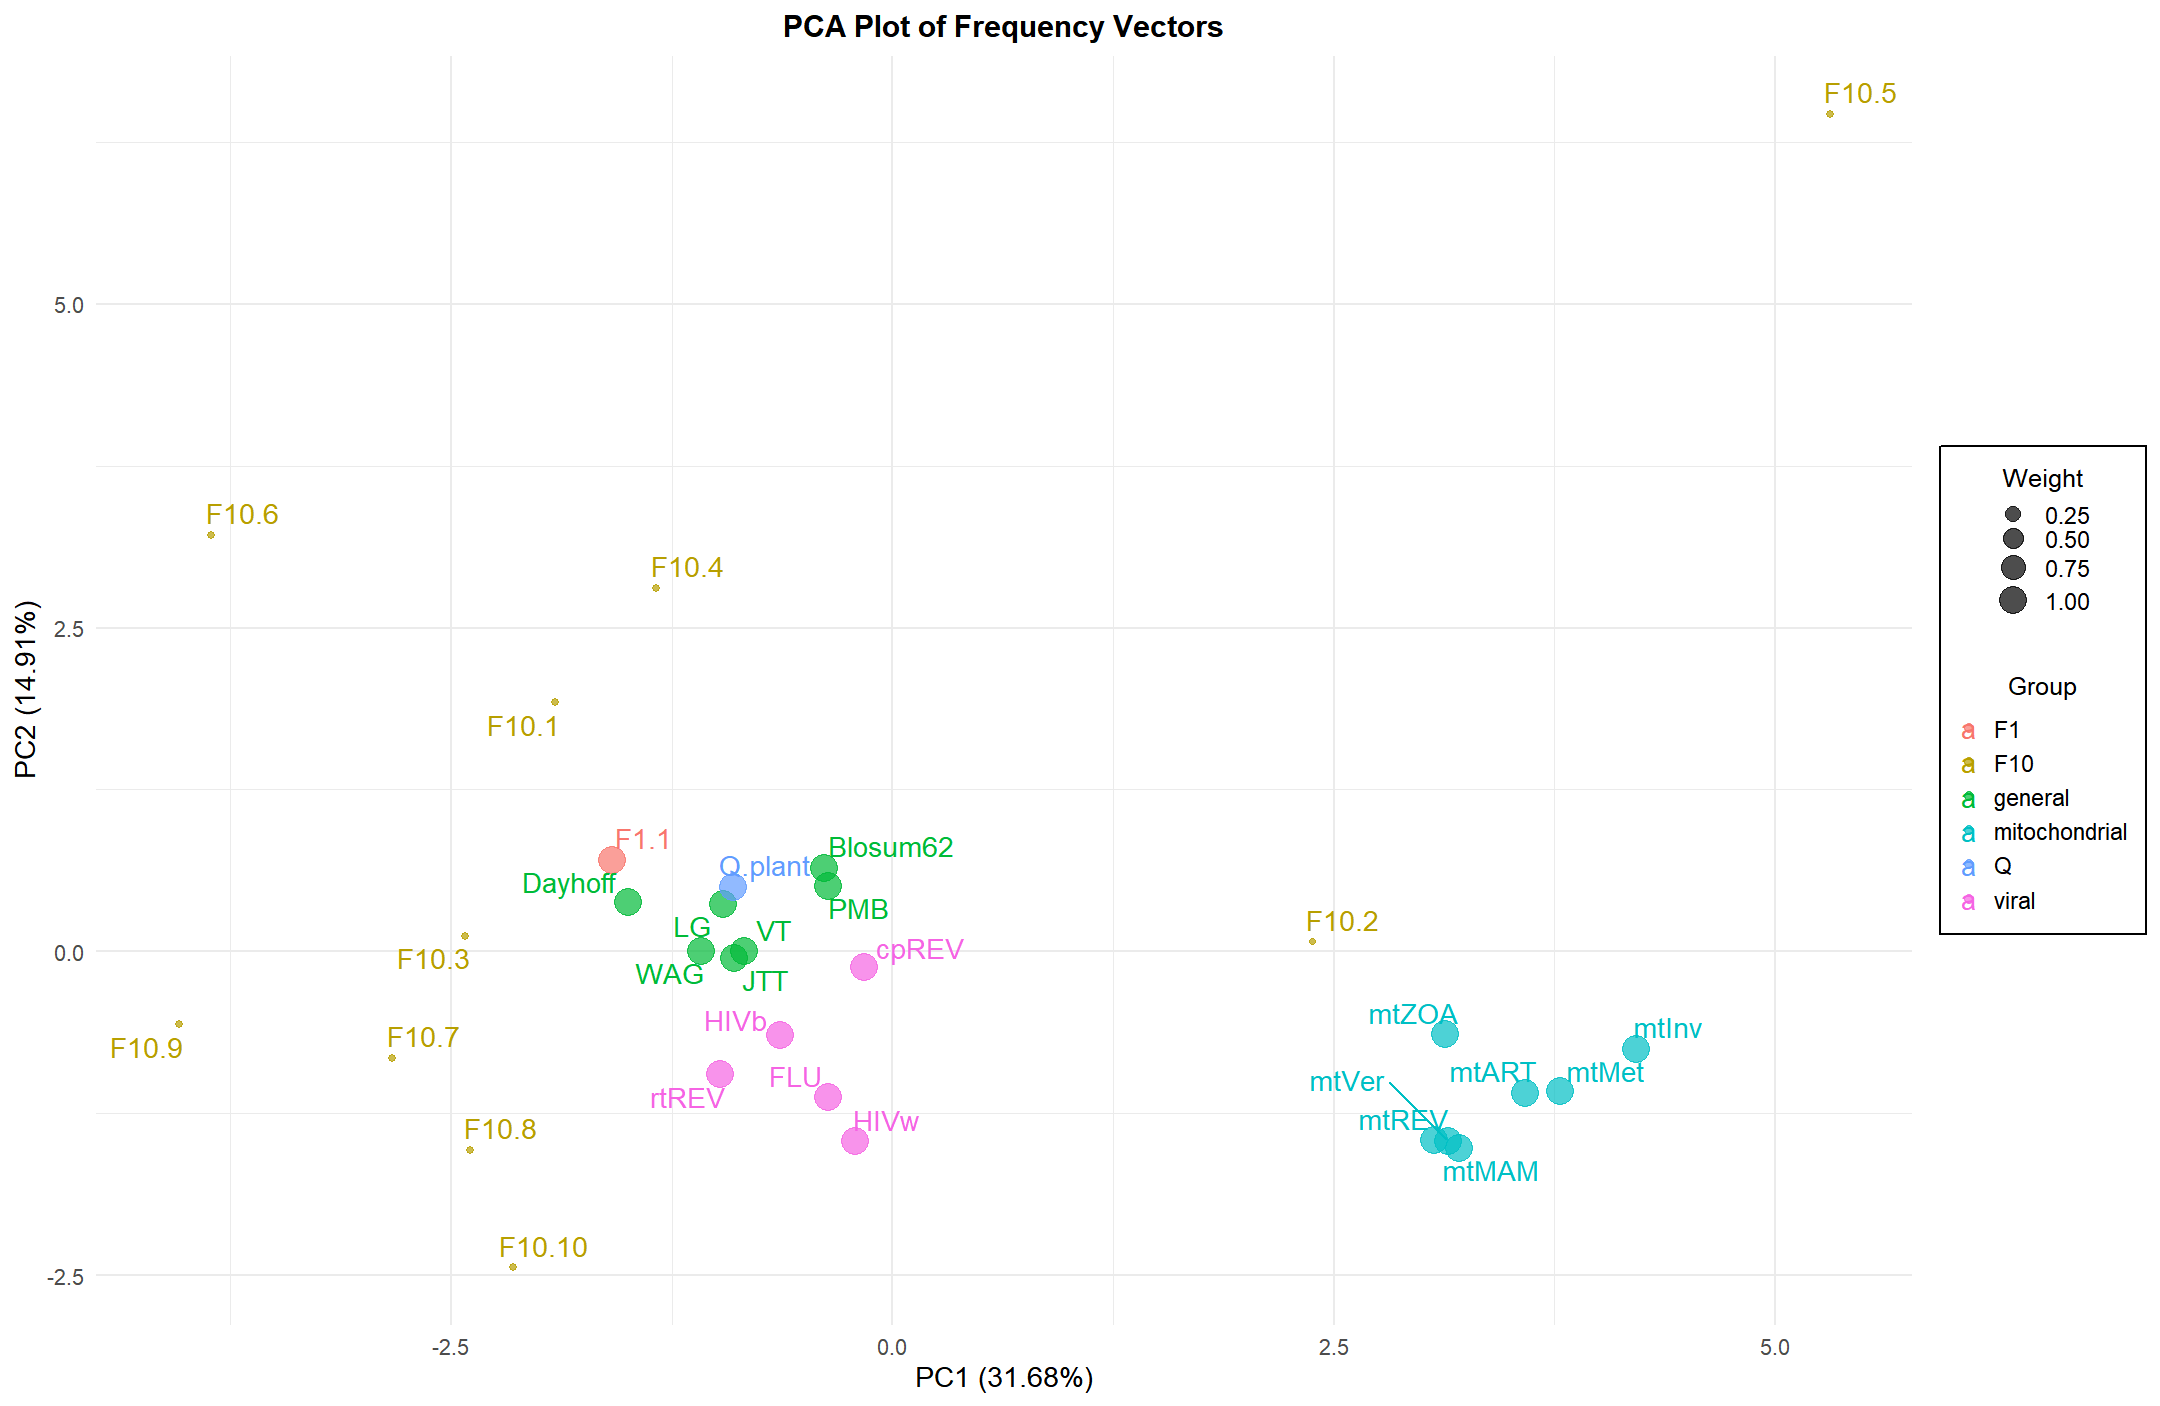 PCA Plot of Frequency Vectors
F10.5
5.0
F10.6
F10.4
2.5
F10.1
PC2 (14.91%)
F1.1
Blosum62
Q.plant
Dayhoff
PMB
F10.2
LG
VT
cpREV
0.0
F10.3
WAG
JTT
mtZOA
HIVb
mtInv
F10.7
F10.9
mtART
mtMet
FLU
mtVer
rtREV
HIVw
mtREV
F10.8
mtMAM
F10.10
-2.5
-2.5
0.0
2.5
5.0
PC1 (31.68%)
Weight
0.25
0.50
0.75
1.00
Group
a F1
a F10
a general
a mitochondrial
a Q
a viral